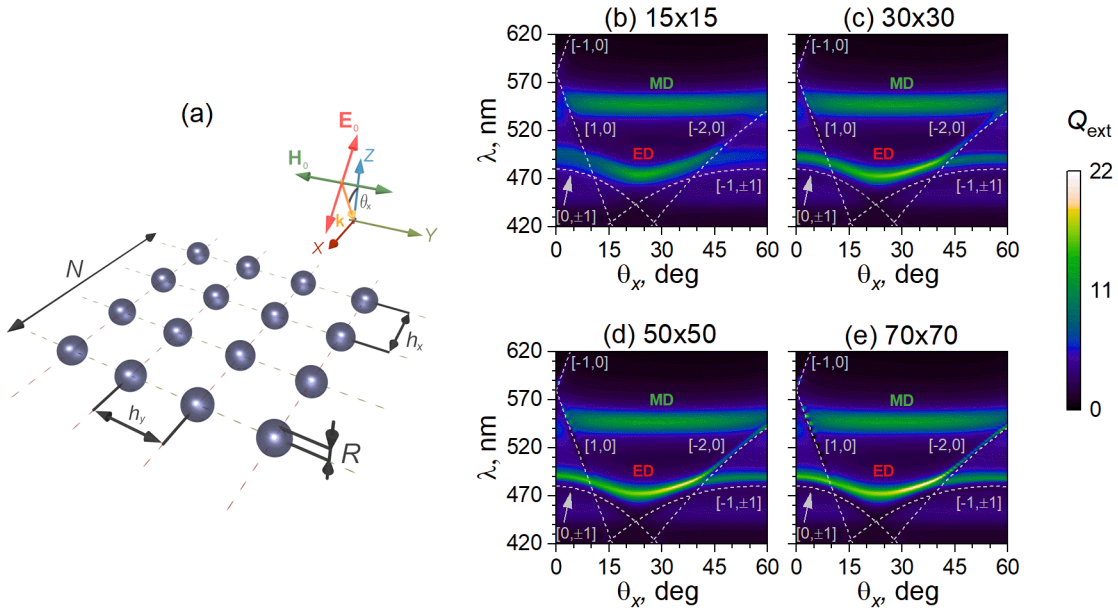 (a)
E₀
H₀
Z
θₓ
k
Y
X
N
hₓ
h_y
R
(b) 15x15
(c) 30x30
620
570
520
470
420
λ, nm
[-1,0]
MD
[1,0]
[-2,0]
ED
[-1,±1]
[0,±1]
0 15 30 45
θₓ, deg
[-1,0]
MD
[1,0]
[-2,0]
ED
[-1,±1]
[0,±1]
0 15 30 45 60
θₓ, deg
Q_ext
22
11
0
(d) 50x50
(e) 70x70
620
570
520
470
420
λ, nm
[-1,0]
MD
[1,0]
[-2,0]
ED
[-1,±1]
[0,±1]
0 15 30 45 60
θₓ, deg
[-1,0]
MD
[1,0]
[-2,0]
ED
[-1,±1]
[0,±1]
0 15 30 45 60
θₓ, deg